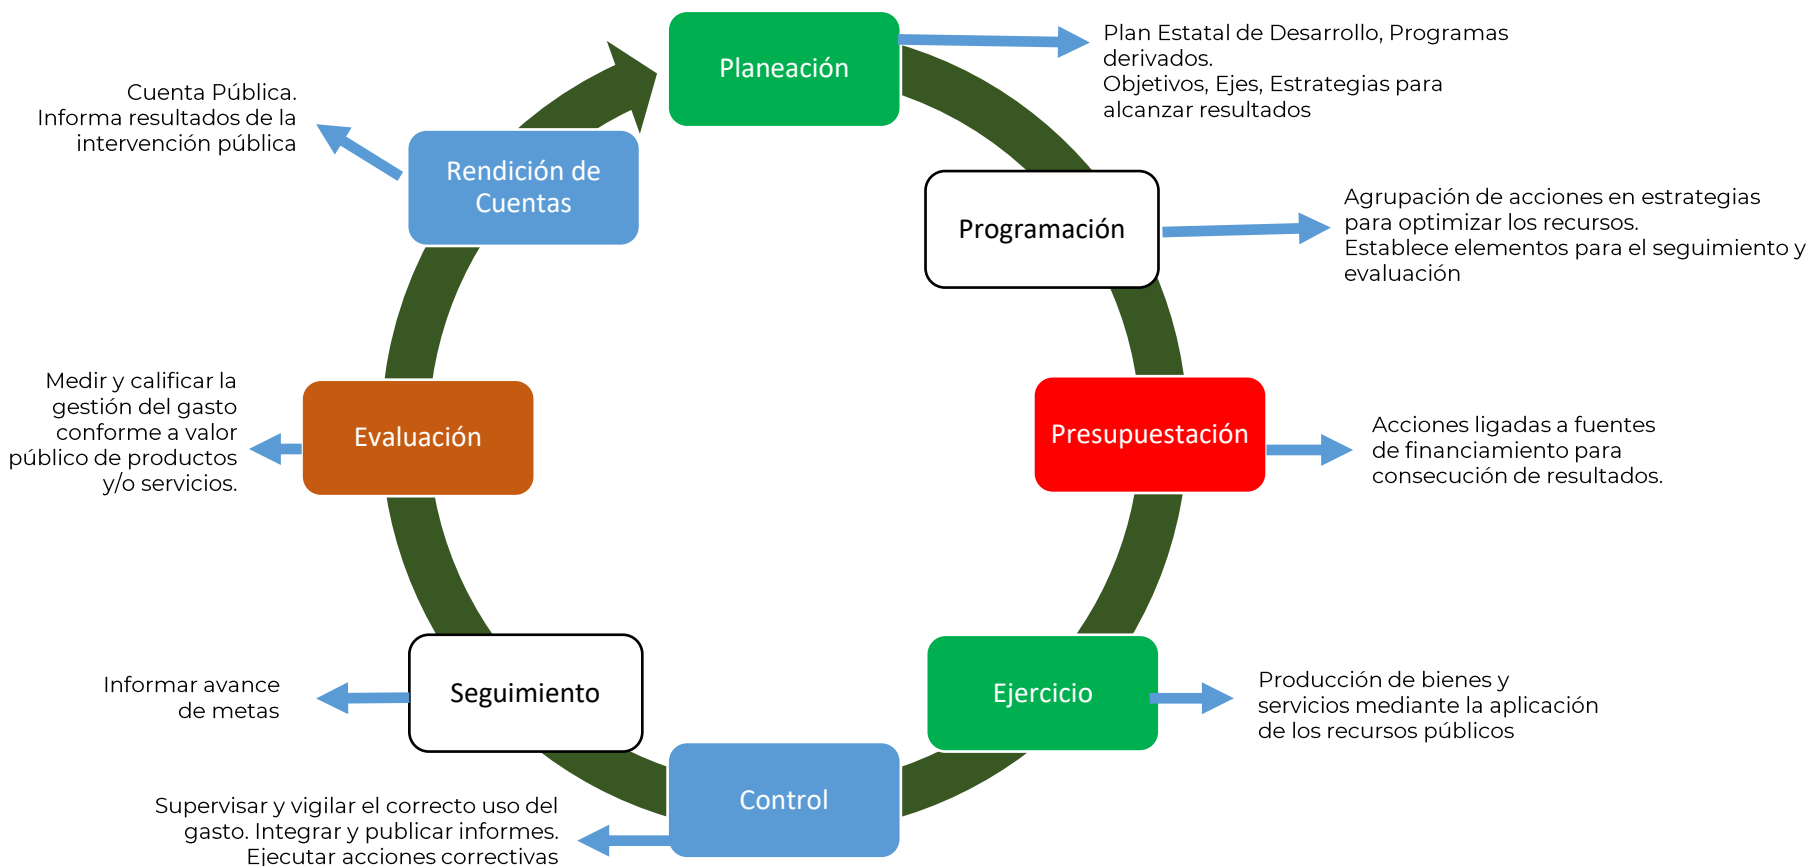 Planeación
Plan Estatal de Desarrollo, Programas
derivados.
Objetivos, Ejes, Estrategias para
alcanzar resultados
Programación
Agrupación de acciones en estrategias
para optimizar los recursos.
Establece elementos para el seguimiento y
evaluación
Presupuestación
Acciones ligadas a fuentes
de financiamiento para
consecución de resultados.
Ejercicio
Producción de bienes y
servicios mediante la aplicación
de los recursos públicos
Control
Supervisar y vigilar el correcto uso del
gasto. Integrar y publicar informes.
Ejecutar acciones correctivas
Seguimiento
Informar avance
de metas
Evaluación
Medir y calificar la
gestión del gasto
conforme a valor
público de productos
y/o servicios.
Rendición de
Cuentas
Cuenta Pública.
Informa resultados de la
intervención pública